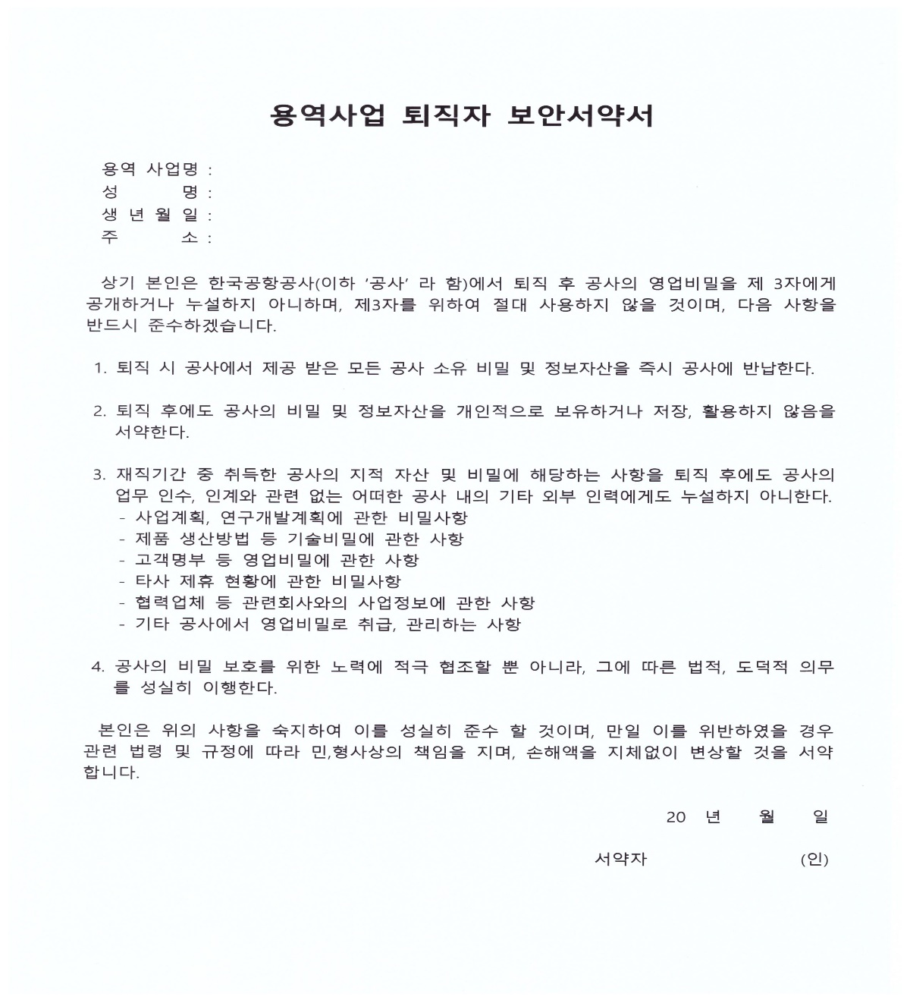 용역사업 퇴직자 보안서약서
용역 사업명 :
성 명 :
생 년 월 일 :
주 소 :
상기 본인은 한국공항공사(이하 '공사' 라 함)에서 퇴직 후 공사의 영업비밀을 제 3자에게
공개하거나 누설하지 아니하며, 제3자를 위하여 절대 사용하지 않을 것이며, 다음 사항을
반드시 준수하겠습니다.
1. 퇴직 시 공사에서 제공 받은 모든 공사 소유 비밀 및 정보자산을 즉시 공사에 반납한다.
2. 퇴직 후에도 공사의 비밀 및 정보자산을 개인적으로 보유하거나 저장, 활용하지 않음을
서약한다.
3. 재직기간 중 취득한 공사의 지적 자산 및 비밀에 해당하는 사항을 퇴직 후에도 공사의
업무 인수, 인계와 관련 없는 어떠한 공사 내의 기타 외부 인력에게도 누설하지 아니한다.
- 사업계획, 연구개발계획에 관한 비밀사항
- 제품 생산방법 등 기술비밀에 관한 사항
- 고객명부 등 영업비밀에 관한 사항
- 타사 제휴 현황에 관한 비밀사항
- 협력업체 등 관련회사와의 사업정보에 관한 사항
- 기타 공사에서 영업비밀로 취급, 관리하는 사항
4. 공사의 비밀 보호를 위한 노력에 적극 협조할 뿐 아니라, 그에 따른 법적, 도덕적 의무
를 성실히 이행한다.
본인은 위의 사항을 숙지하여 이를 성실히 준수 할 것이며, 만일 이를 위반하였을 경우
관련 법령 및 규정에 따라 민,형사상의 책임을 지며, 손해액을 지체없이 변상할 것을 서약
합니다.
20 년 월 일
서약자 (인)